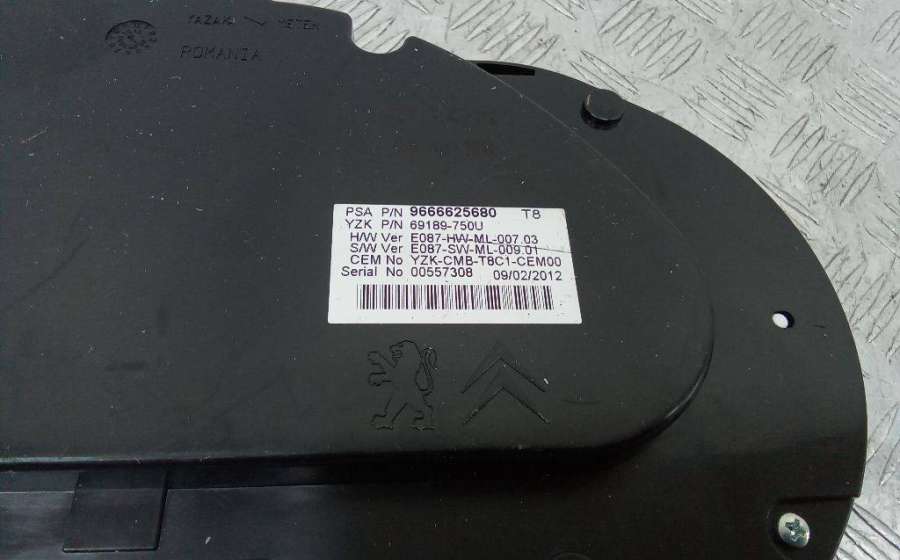 YAZAKI METER
ROMANIA
PSA P/N 9666625680 T8
YZK P/N 69189-750U
H/W Ver E087-HW-ML-007.03
S/W Ver E087-SW-ML-009.01
CEM No YZK-CMB-T8C1-CEM00
Serial No 00557308 09/02/2012